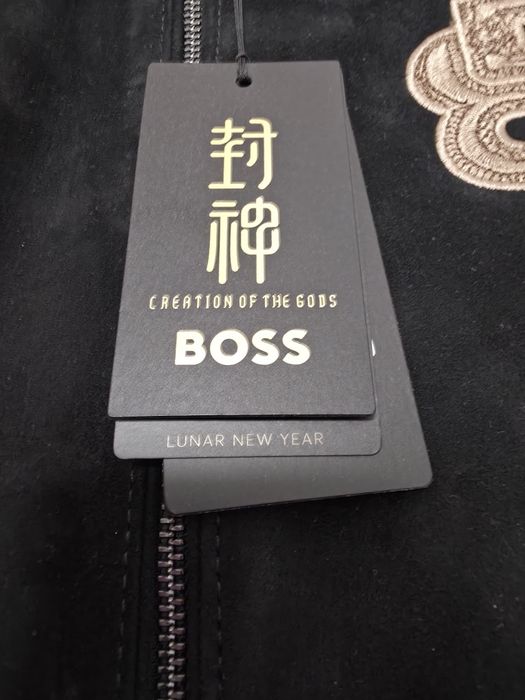 封
神
CREATION OF THE GODS
BOSS
LUNAR NEW YEAR